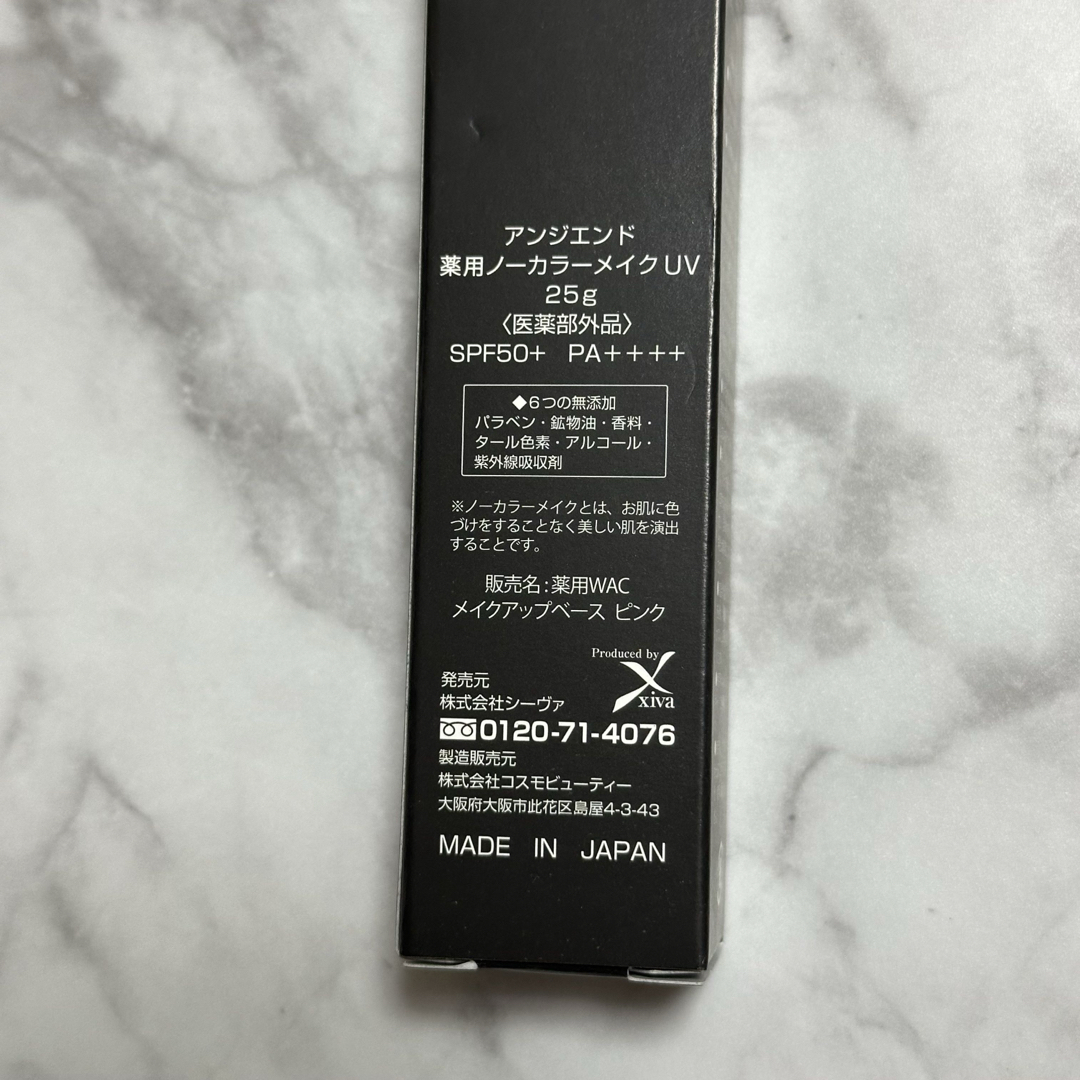 アンジエンド
薬用ノーカラーメイクUV
25g
〈医薬部外品〉
SPF50+ PA++++
◆6つの無添加
パラベン・鉱物油・香料・
タール色素・アルコール・
紫外線吸収剤
※ノーカラーメイクとは、お肌に色
づけをすることなく美しい肌を演出
することです。
販売名:薬用WAC
メイクアップベース ピンク
Produced by
xiva
発売元
株式会社シーヴァ
0120-71-4076
製造販売元
株式会社コスモビューティー
大阪府大阪市此花区島屋4-3-43
MADE IN JAPAN